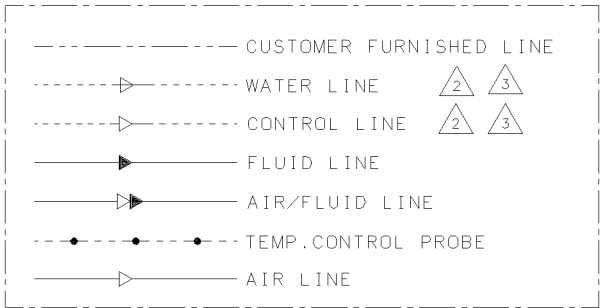 CUSTOMER FURNISHED LINE
WATER LINE 2 3
CONTROL LINE 2 3
FLUID LINE
AIR/FLUID LINE
TEMP.CONTROL PROBE
AIR LINE